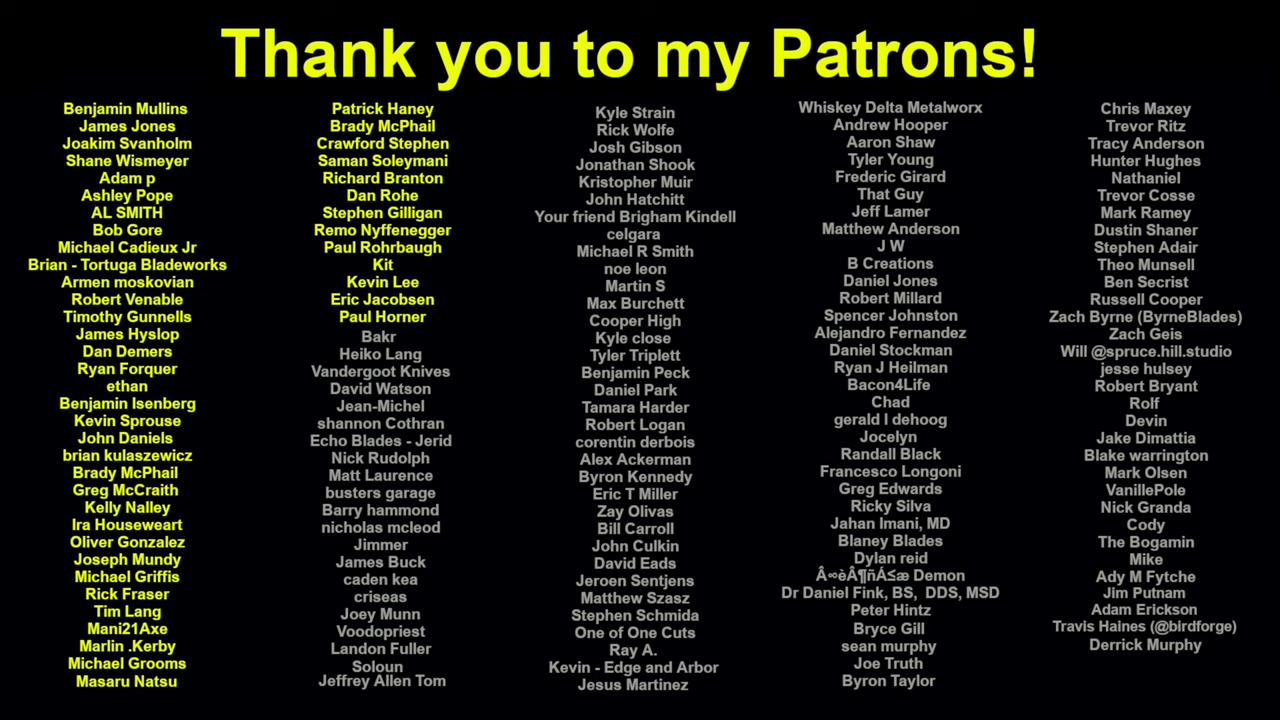 Thank you to my Patrons!
Benjamin Mullins
James Jones
Joakim Svanholm
Shane Wismeyer
Adam p
Ashley Pope
AL SMITH
Bob Gore
Michael Cadieux Jr
Brian - Tortuga Bladeworks
Armen moskovian
Robert Venable
Timothy Gunnells
James Hyslop
Dan Demers
Ryan Forquer
ethan
Benjamin Isenberg
Kevin Sprouse
John Daniels
brian kulaszewicz
Brady McPhail
Greg McCraith
Kelly Nalley
Ira Houseweart
Oliver Gonzalez
Joseph Mundy
Michael Griffis
Rick Fraser
Tim Lang
Mani21Axe
Marlin .Kerby
Michael Grooms
Masaru Natsu
Patrick Haney
Brady McPhail
Crawford Stephen
Saman Soleymani
Richard Branton
Dan Rohe
Stephen Gilligan
Remo Nyffenegger
Paul Rohrbaugh
Kit
Kevin Lee
Eric Jacobsen
Paul Horner
Bakr
Heiko Lang
Vandergoot Knives
David Watson
Jean-Michel
shannon Cothran
Echo Blades - Jerid
Nick Rudolph
Matt Laurence
busters garage
Barry hammond
nicholas mcleod
Jimmer
James Buck
caden kea
criseas
Joey Munn
Voodopriest
Landon Fuller
Soloun
Jeffrey Allen Tom
Kyle Strain
Rick Wolfe
Josh Gibson
Jonathan Shook
Kristopher Muir
John Hatchitt
Your friend Brigham Kindell
celgara
Michael R Smith
noe leon
Martin S
Max Burchett
Cooper High
Kyle close
Tyler Triplett
Benjamin Peck
Daniel Park
Tamara Harder
Robert Logan
corentin derbois
Alex Ackerman
Byron Kennedy
Eric T Miller
Zay Olivas
Bill Carroll
John Culkin
David Eads
Jeroen Sentjens
Matthew Szasz
Stephen Schmida
One of One Cuts
Ray A.
Kevin - Edge and Arbor
Jesus Martinez
Whiskey Delta Metalworx
Andrew Hooper
Aaron Shaw
Tyler Young
Frederic Girard
That Guy
Jeff Lamer
Matthew Anderson
J W
B Creations
Daniel Jones
Robert Millard
Spencer Johnston
Alejandro Fernandez
Daniel Stockman
Ryan J Heilman
Bacon4Life
Chad
gerald l dehoog
Jocelyn
Randall Black
Francesco Longoni
Greg Edwards
Ricky Silva
Jahan Imani, MD
Blaney Blades
Dylan reid
Â∞èÂ¶ñÁ≤æ Demon
Dr Daniel Fink, BS, DDS, MSD
Peter Hintz
Bryce Gill
sean murphy
Joe Truth
Byron Taylor
Chris Maxey
Trevor Ritz
Tracy Anderson
Hunter Hughes
Nathaniel
Trevor Cosse
Mark Ramey
Dustin Shaner
Stephen Adair
Theo Munsell
Ben Secrist
Russell Cooper
Zach Byrne (ByrneBlades)
Zach Geis
Will @spruce.hill.studio
jesse hulsey
Robert Bryant
Rolf
Devin
Jake Dimattia
Blake warrington
Mark Olsen
VanillePole
Nick Granda
Cody
The Bogamin
Mike
Ady M Fytche
Jim Putnam
Adam Erickson
Travis Haines (@birdforge)
Derrick Murphy